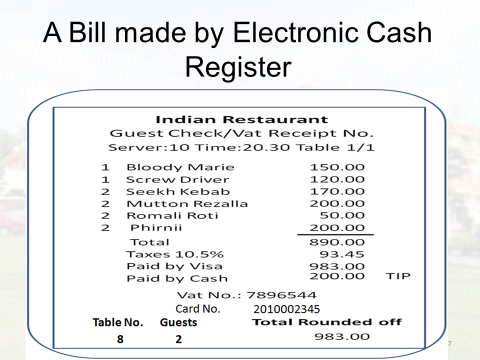 A Bill made by Electronic Cash
Register
Indian Restaurant
Guest Check/Vat Receipt No.
Server:10 Time:20.30 Table 1/1
1 Bloody Marie 150.00
1 Screw Driver 120.00
2 Seekh Kebab 170.00
2 Mutton Rezalla 200.00
2 Romali Roti 50.00
2 Phirnii 200.00
Total 890.00
Taxes 10.5% 93.45
Paid by Visa 983.00
Paid by Cash 200.00 TIP
Vat No.: 7896544
Card No. 2010002345
Table No. Guests Total Rounded off
8 2 983.00
7